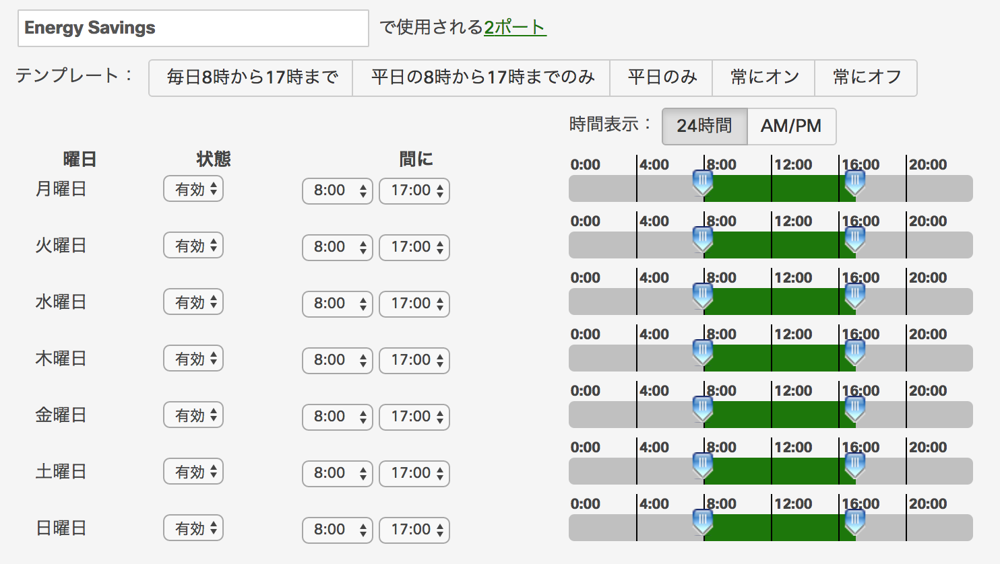 Energy Savings で使用される2ポート
テンプレート： 毎日8時から17時まで 平日の8時から17時までのみ 平日のみ 常にオン 常にオフ
時間表示： 24時間 AM/PM
曜日 状態 間に 0:00 4:00 8:00 12:00 16:00 20:00
月曜日 有効 8:00 17:00
0:00 4:00 8:00 12:00 16:00 20:00
火曜日 有効 8:00 17:00
0:00 4:00 8:00 12:00 16:00 20:00
水曜日 有効 8:00 17:00
0:00 4:00 8:00 12:00 16:00 20:00
木曜日 有効 8:00 17:00
0:00 4:00 8:00 12:00 16:00 20:00
金曜日 有効 8:00 17:00
0:00 4:00 8:00 12:00 16:00 20:00
土曜日 有効 8:00 17:00
0:00 4:00 8:00 12:00 16:00 20:00
日曜日 有効 8:00 17:00